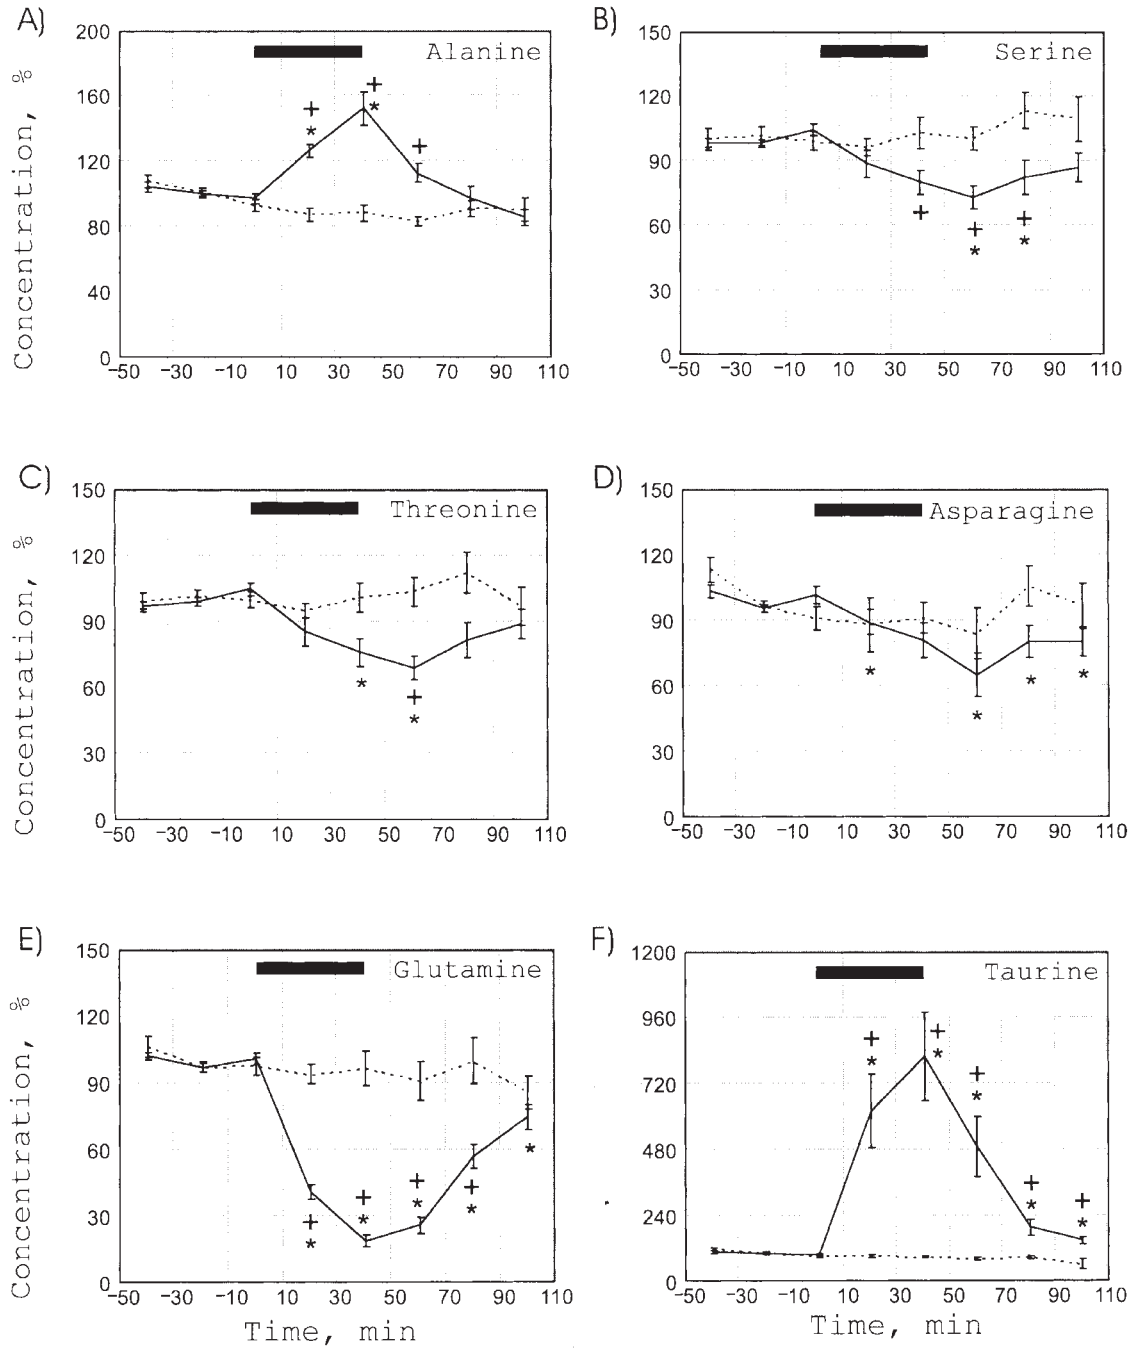 A)
200
160
120
80
40
0
Concentration, %
Alanine
+ + + * *
−50 −30 −10 10 30 50 70 90 110
B)
150
120
90
60
30
0
Serine
+ + + * *
−50 −30 −10 10 30 50 70 90 110
C)
150
120
90
60
30
0
Concentration, %
Threonine
* + *
−50 −30 −10 10 30 50 70 90 110
D)
150
120
90
60
30
0
Asparagine
* * * *
−50 −30 −10 10 30 50 70 90 110
E)
150
120
90
60
30
0
Concentration, %
Glutamine
+ + + + * * * * *
−50 −30 −10 10 30 50 70 90 110
Time, min
F)
1200
960
720
480
240
0
Taurine
+ + + + + * * * * *
−50 −30 −10 10 30 50 70 90 110
Time, min